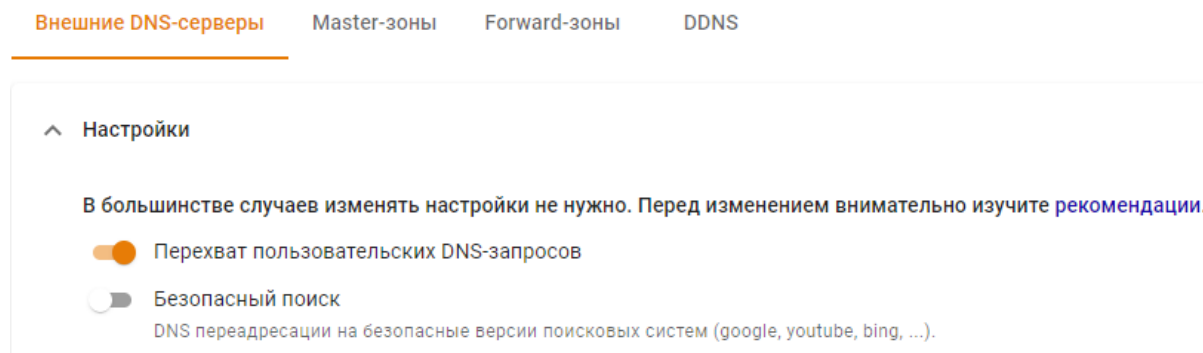 Внешние DNS-серверы Master-зоны Forward-зоны DDNS
Настройки
В большинстве случаев изменять настройки не нужно. Перед изменением внимательно изучите рекомендации.
Перехват пользовательских DNS-запросов
Безопасный поиск
DNS переадресации на безопасные версии поисковых систем (google, youtube, bing, ...).